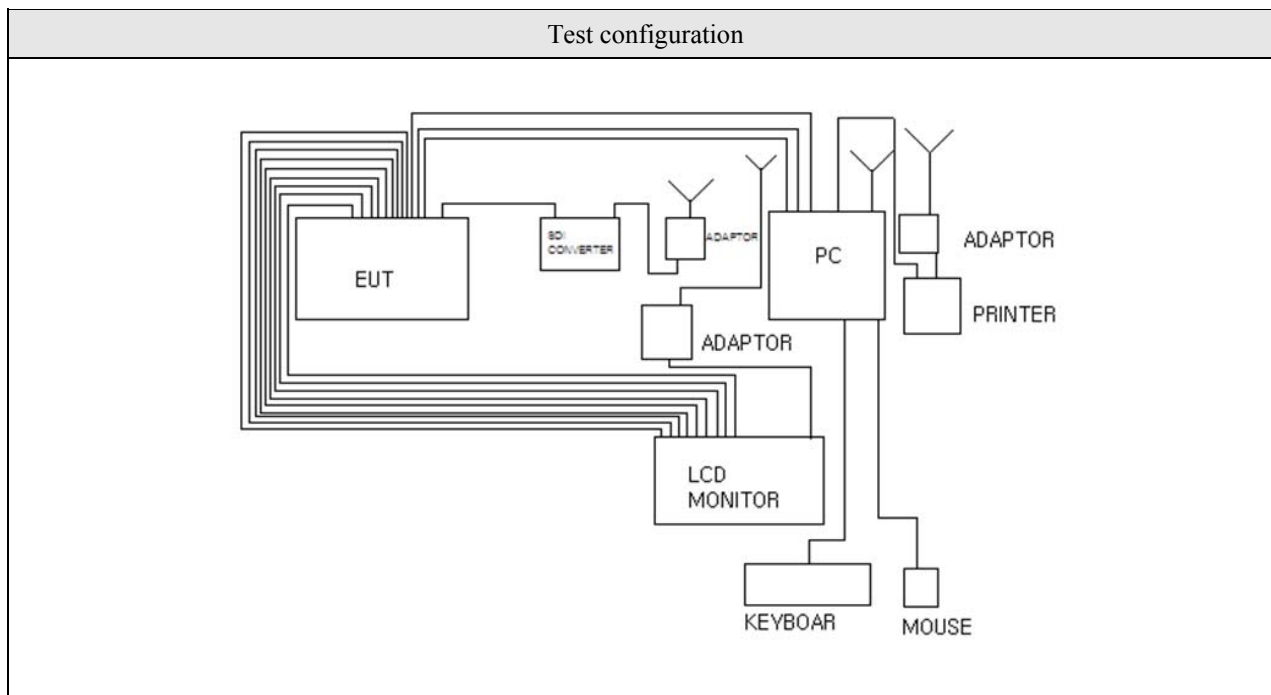 Test configuration
EUT
SDI
CONVERTER
ADAPTOR
PC
ADAPTOR
PRINTER
ADAPTOR
LCD
MONITOR
KEYBOAR
MOUSE